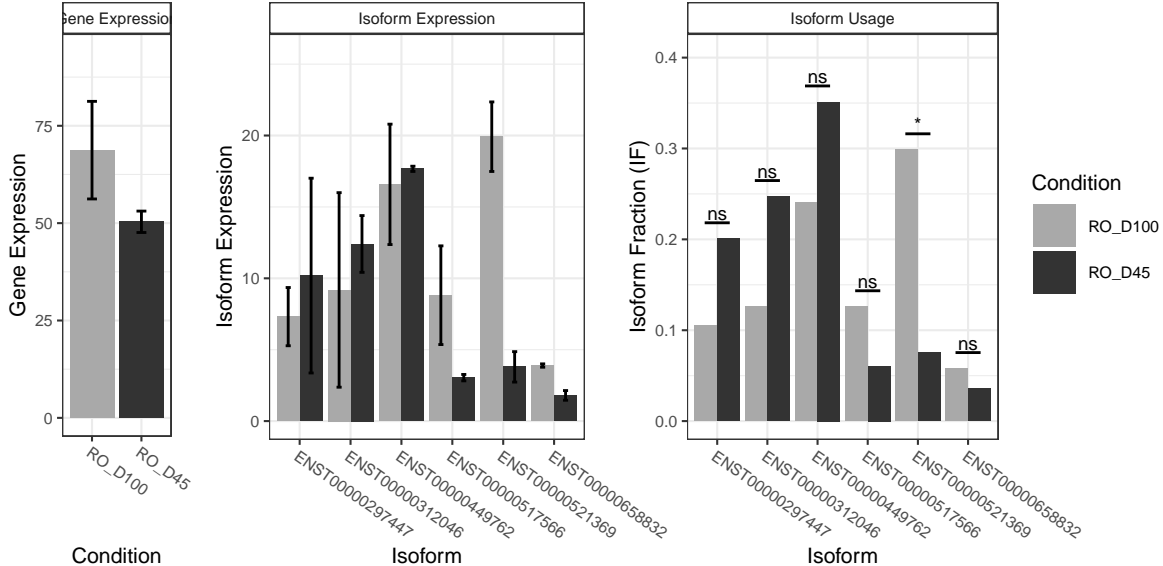 Gene Expression
Isoform Expression
Isoform Usage
Gene Expression
75
50
25
0
RO_D100
RO_D45
Condition
Isoform Expression
20
10
0
ENST00000297447
ENST00000312046
ENST00000449762
ENST00000517566
ENST00000521369
ENST00000658832
Isoform
Isoform Fraction (IF)
0.4
0.3
0.2
0.1
0.0
ns
ns
ns
ns
*
ns
ENST00000297447
ENST00000312046
ENST00000449762
ENST00000517566
ENST00000521369
ENST00000658832
Isoform
Condition
RO_D100
RO_D45